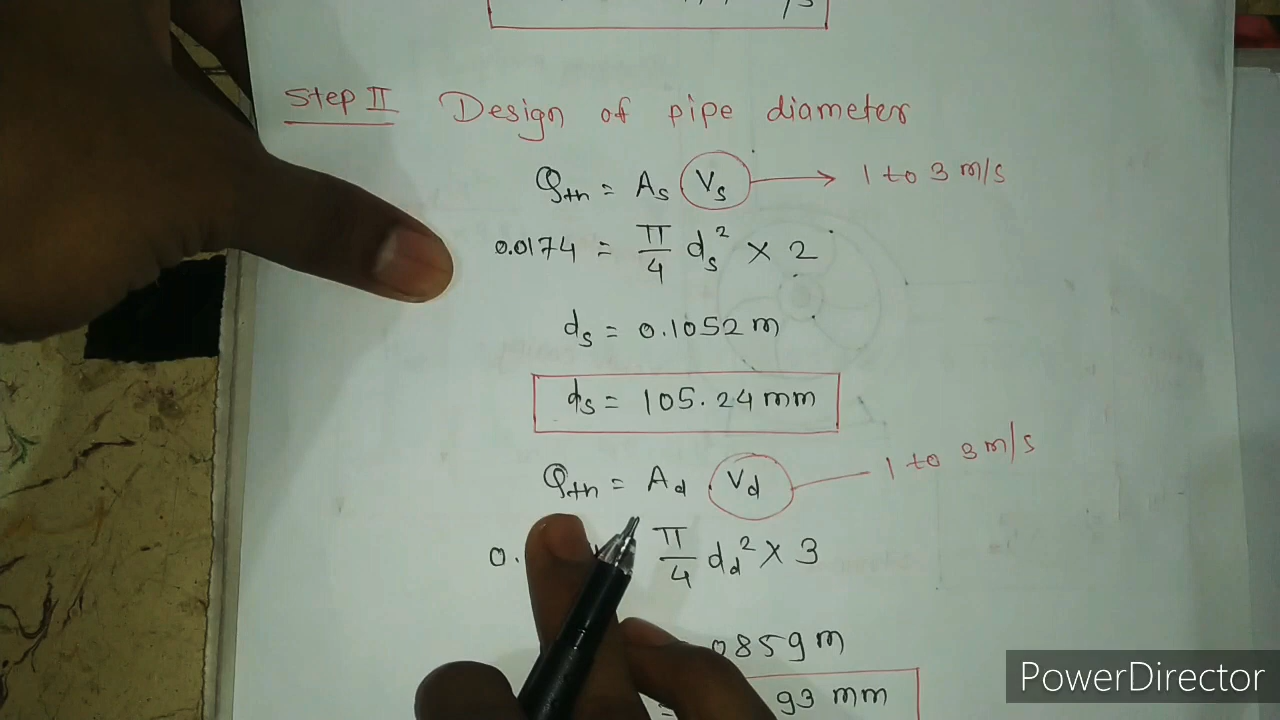 /s
Step II Design of pipe diameter
Qth = As Vs → 1 to 3 m/s
0.0174 = π/4 ds² × 2
ds = 0.1052 m
ds = 105.24 mm
Qth = Ad . Vd 1 to 3 m/s
0. π/4 dd² × 3
0859 m
93 mm
PowerDirector